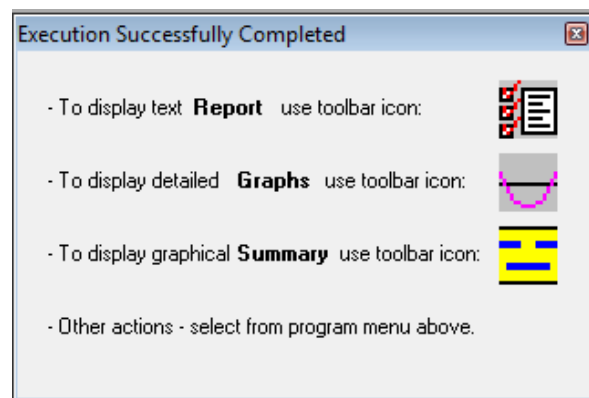 Execution Successfully Completed
- To display text Report use toolbar icon:
- To display detailed Graphs use toolbar icon:
- To display graphical Summary use toolbar icon:
- Other actions - select from program menu above.